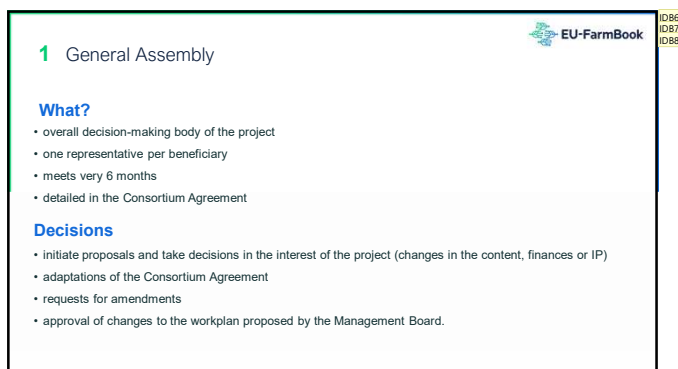 EU-FarmBook
IDB6
IDB7
IDB8
1 General Assembly
What?
• overall decision-making body of the project
• one representative per beneficiary
• meets very 6 months
• detailed in the Consortium Agreement
Decisions
• initiate proposals and take decisions in the interest of the project (changes in the content, finances or IP)
• adaptations of the Consortium Agreement
• requests for amendments
• approval of changes to the workplan proposed by the Management Board.